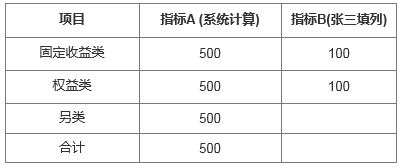 项目 指标A (系统计算) 指标B(张三填列)
固定收益类 500 100
权益类 500 100
另类 500
合计 500